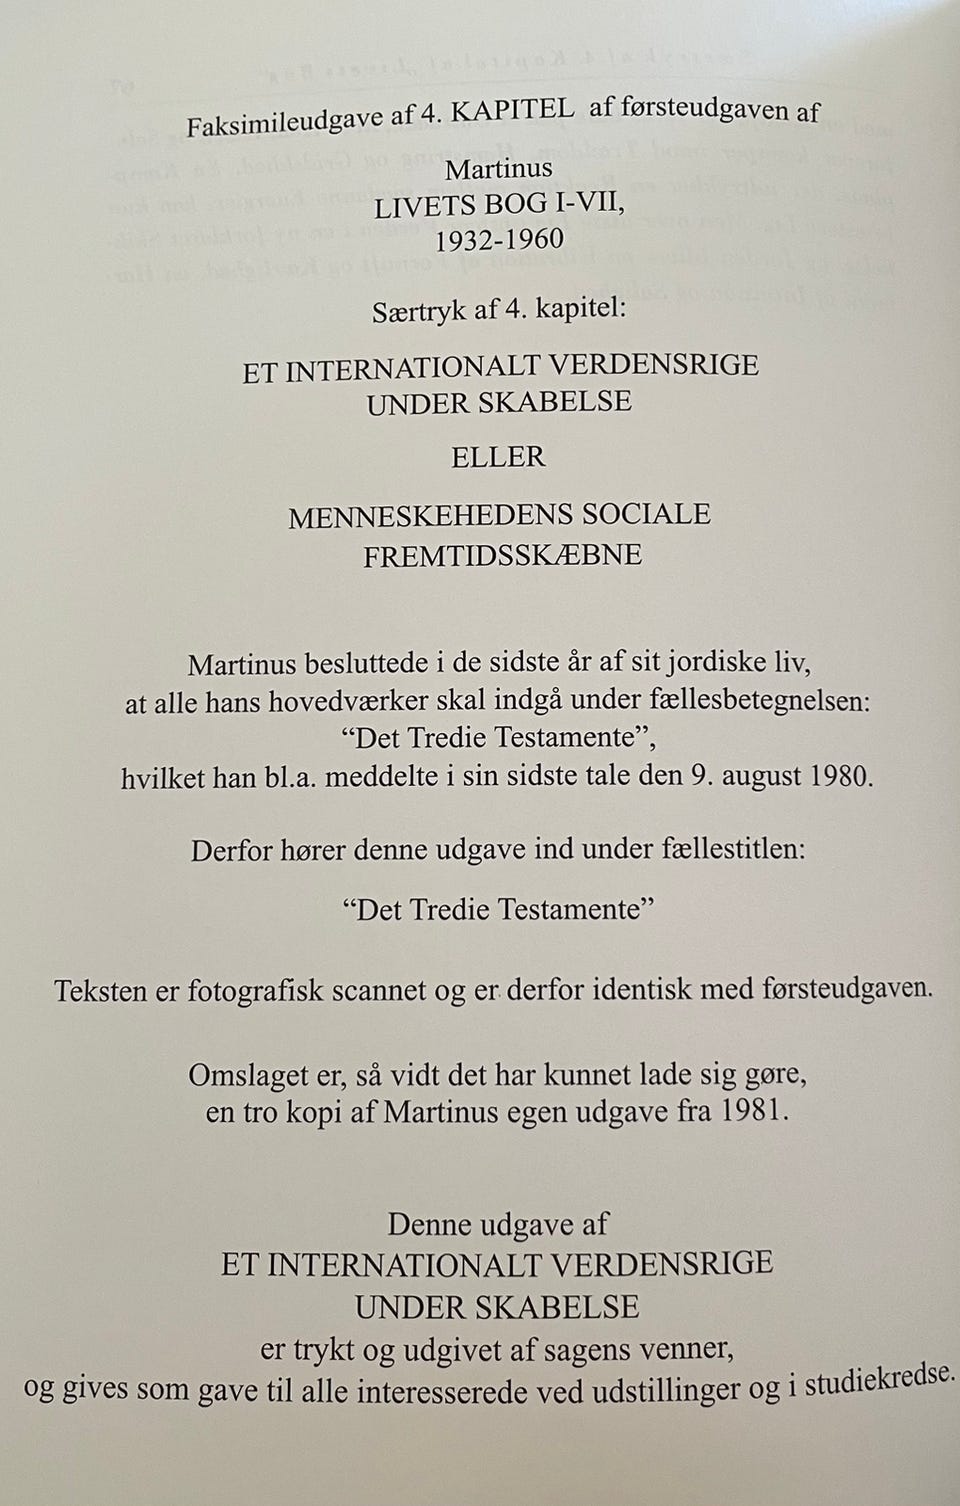 Faksimileudgave af 4. KAPITEL af førsteudgaven af
Martinus
LIVETS BOG I-VII,
1932-1960
Særtryk af 4. kapitel:
ET INTERNATIONALT VERDENSRIGE
UNDER SKABELSE
ELLER
MENNESKEHEDENS SOCIALE
FREMTIDSSKÆBNE
Martinus besluttede i de sidste år af sit jordiske liv,
at alle hans hovedværker skal indgå under fællesbetegnelsen:
“Det Tredie Testamente”,
hvilket han bl.a. meddelte i sin sidste tale den 9. august 1980.
Derfor hører denne udgave ind under fællestitlen:
“Det Tredie Testamente”
Teksten er fotografisk scannet og er derfor identisk med førsteudgaven.
Omslaget er, så vidt det har kunnet lade sig gøre,
en tro kopi af Martinus egen udgave fra 1981.
Denne udgave af
ET INTERNATIONALT VERDENSRIGE
UNDER SKABELSE
er trykt og udgivet af sagens venner,
og gives som gave til alle interesserede ved udstillinger og i studiekredse.